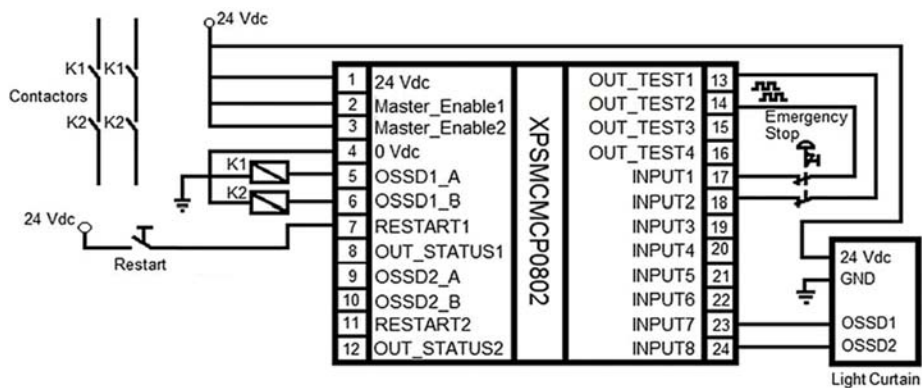 24 Vdc
K1 K1
Contactors
K2 K2
24 Vdc
Restart
K1
K2
1 24 Vdc
2 Master_Enable1
3 Master_Enable2
4 0 Vdc
5 OSSD1_A
6 OSSD1_B
7 RESTART1
8 OUT_STATUS1
9 OSSD2_A
10 OSSD2_B
11 RESTART2
12 OUT_STATUS2
XPSMCMCP0802
OUT_TEST1 13
OUT_TEST2 14
OUT_TEST3 15
OUT_TEST4 16
INPUT1 17
INPUT2 18
INPUT3 19
INPUT4 20
INPUT5 21
INPUT6 22
INPUT7 23
INPUT8 24
Emergency
Stop
24 Vdc
GND
OSSD1
OSSD2
Light Curtain